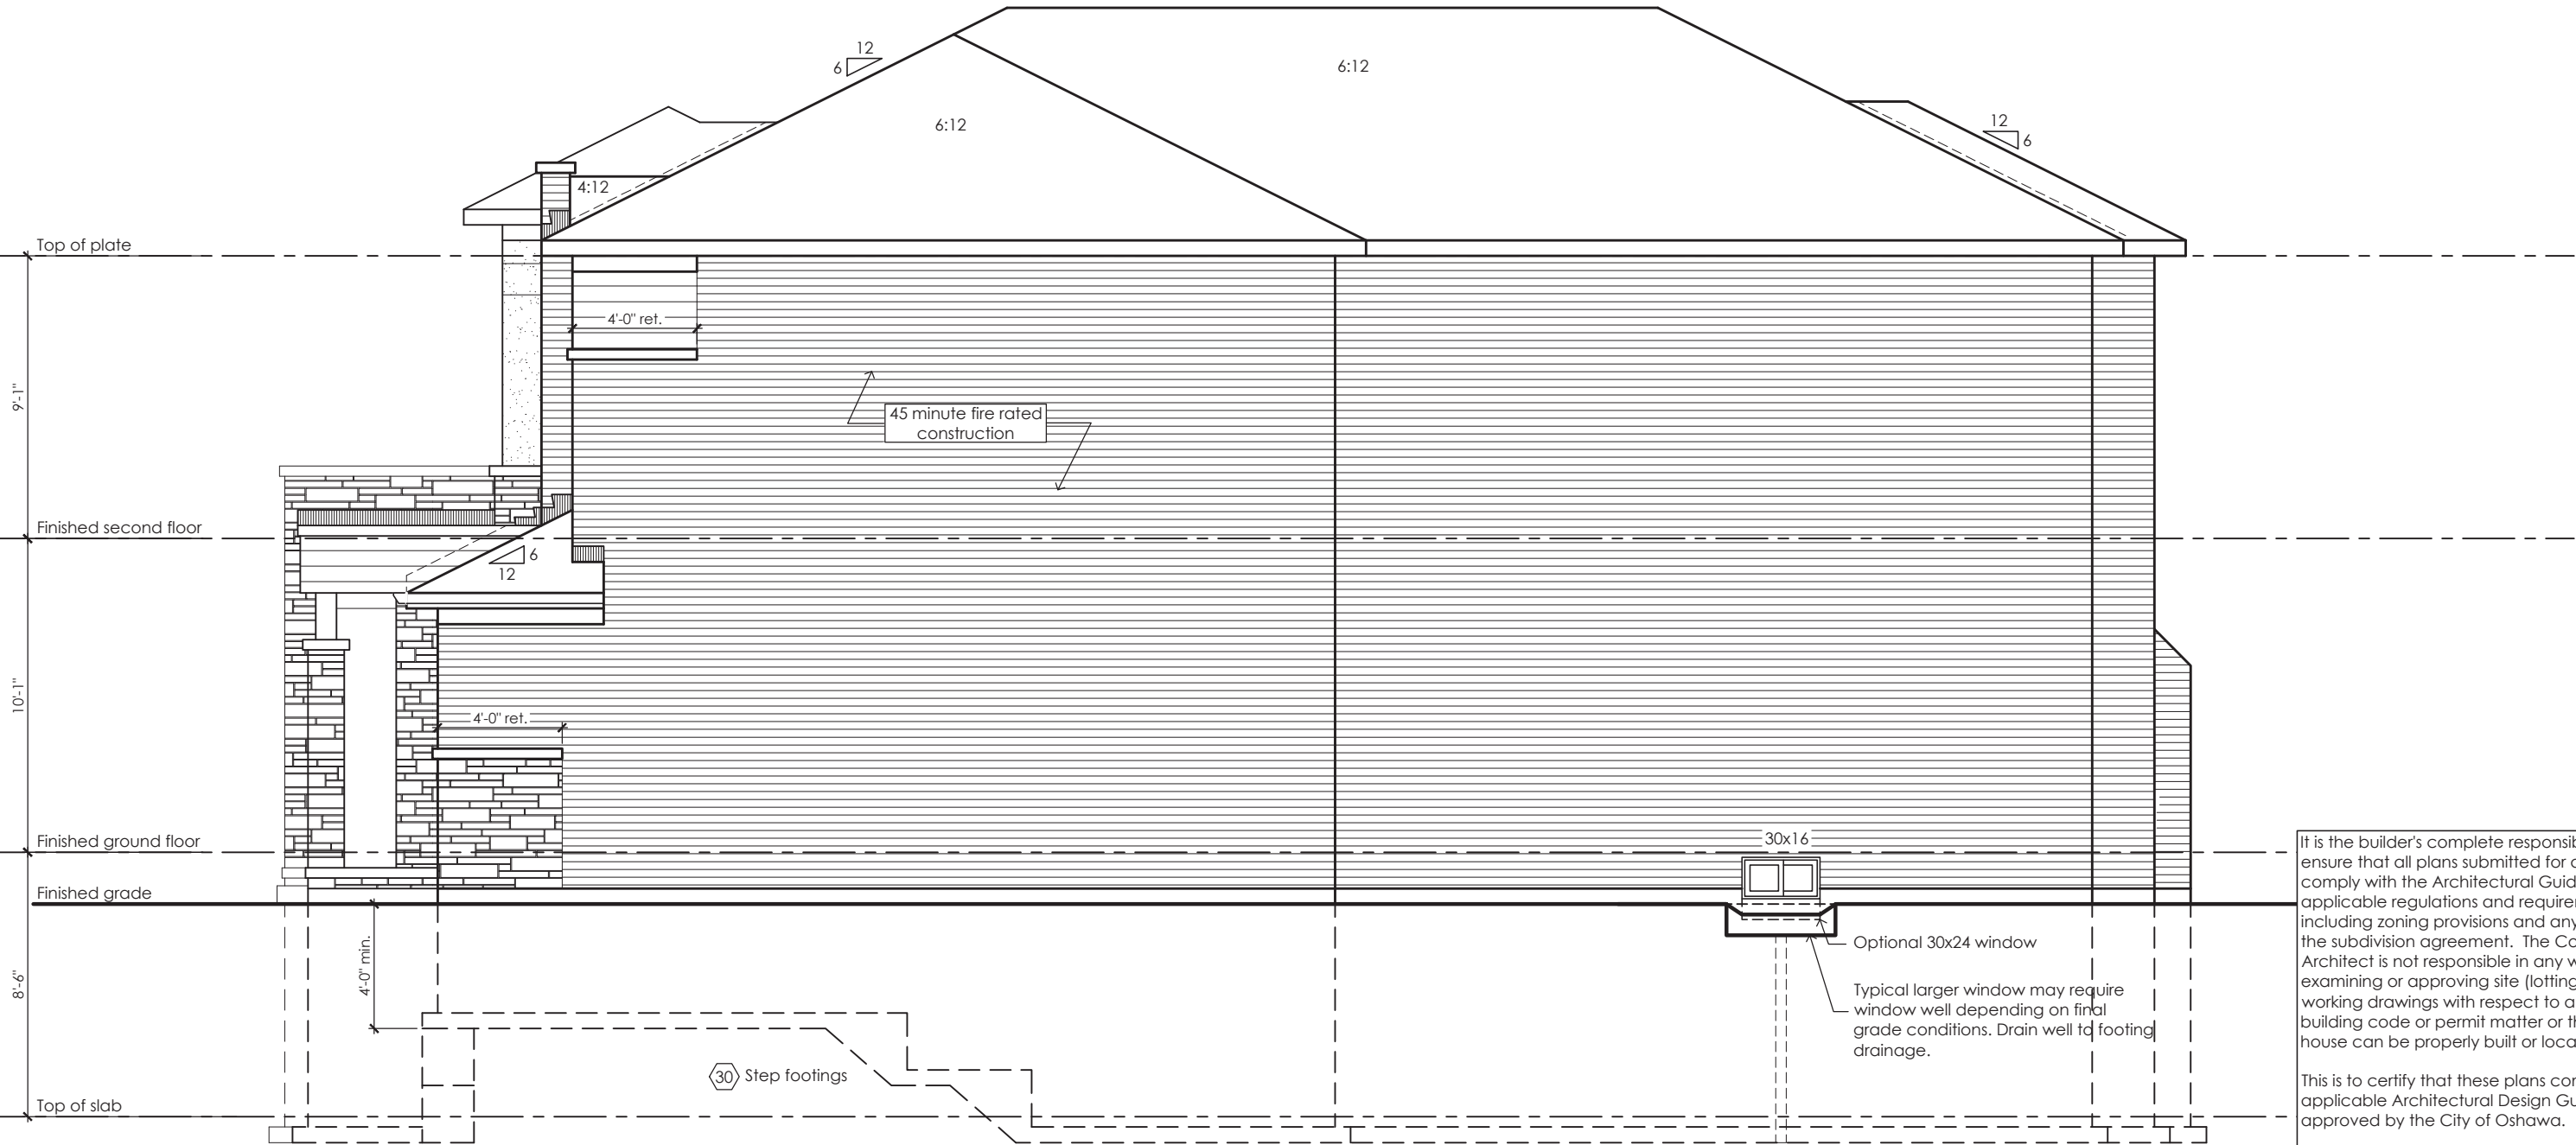 12
6
6:12
6:12
12
6
4:12
Top of plate
4'-0" ret.
9'-1"
45 minute fire rated
construction
Finished second floor
6
12
10'-1"
4'-0" ret.
Finished ground floor
30x16
Finished grade
4'-0" min.
8'-6"
Optional 30x24 window
Typical larger window may require
window well depending on final
grade conditions. Drain well to footing
drainage.
30 Step footings
Top of slab
It is the builder's complete
ensure that all plans submitted for
comply with the Architectural
applicable regulations and
including zoning provisions and any
the subdivision agreement. The
Architect is not responsible in any
examining or approving site (lotting
working drawings with respect to
building code or permit matter or
house can be properly built or
This is to certify that these plans
applicable Architectural Design
approved by the City of Oshawa.